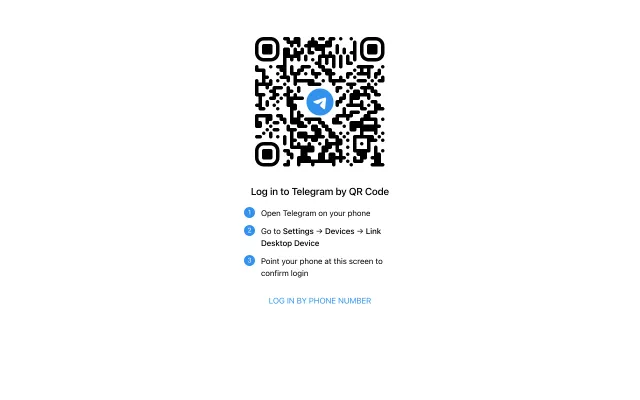 Log in to Telegram by QR Code
1 Open Telegram on your phone
2 Go to Settings → Devices → Link
Desktop Device
3 Point your phone at this screen to
confirm login
LOG IN BY PHONE NUMBER